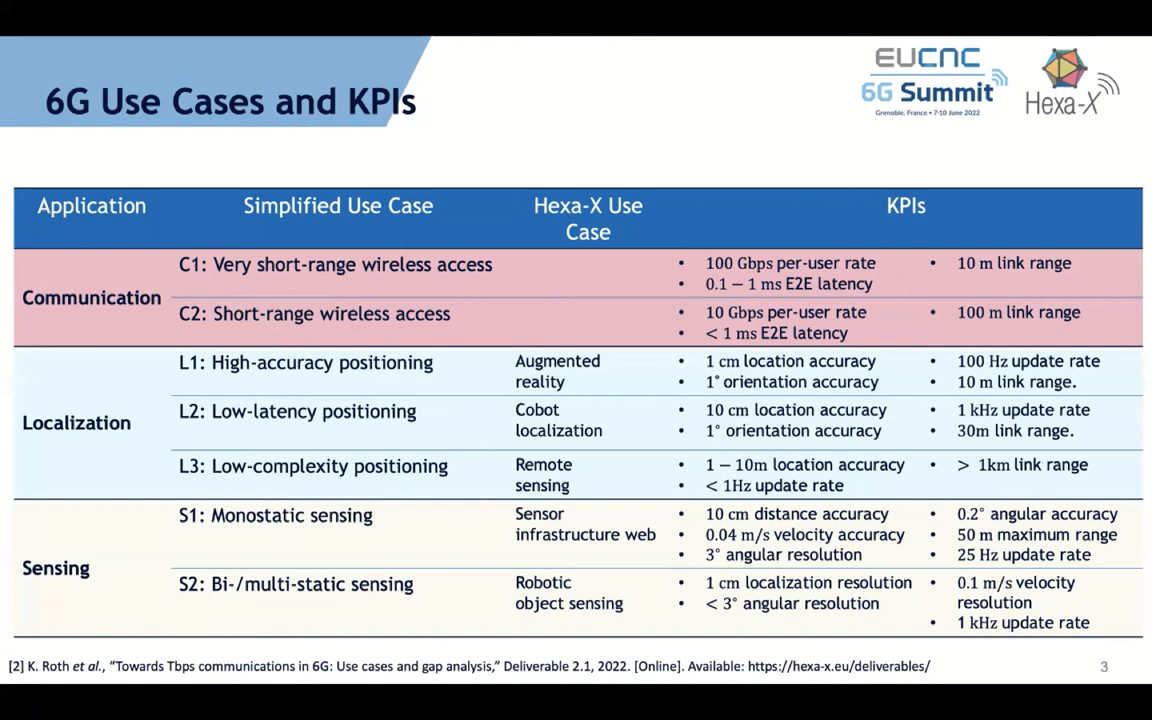 6G Use Cases and KPIs
EUCNC
6G Summit
Grenoble, France • 7-10 June 2022
Hexa-X
Application
Simplified Use Case
Hexa-X Use
Case
KPIs
Communication
C1: Very short-range wireless access
• 100 Gbps per-user rate
• 0.1 − 1 ms E2E latency
• 10 m link range
C2: Short-range wireless access
• 10 Gbps per-user rate
• < 1 ms E2E latency
• 100 m link range
Localization
L1: High-accuracy positioning
Augmented
reality
• 1 cm location accuracy
• 1° orientation accuracy
• 100 Hz update rate
• 10 m link range.
L2: Low-latency positioning
Cobot
localization
• 10 cm location accuracy
• 1° orientation accuracy
• 1 kHz update rate
• 30m link range.
L3: Low-complexity positioning
Remote
sensing
• 1 − 10m location accuracy
• < 1Hz update rate
• > 1km link range
Sensing
S1: Monostatic sensing
Sensor
infrastructure web
• 10 cm distance accuracy
• 0.04 m/s velocity accuracy
• 3° angular resolution
• 0.2° angular accuracy
• 50 m maximum range
• 25 Hz update rate
S2: Bi-/multi-static sensing
Robotic
object sensing
• 1 cm localization resolution
• < 3° angular resolution
• 0.1 m/s velocity
resolution
• 1 kHz update rate
[2] K. Roth et al., “Towards Tbps communications in 6G: Use cases and gap analysis,” Deliverable 2.1, 2022. [Online]. Available: https://hexa-x.eu/deliverables/
3